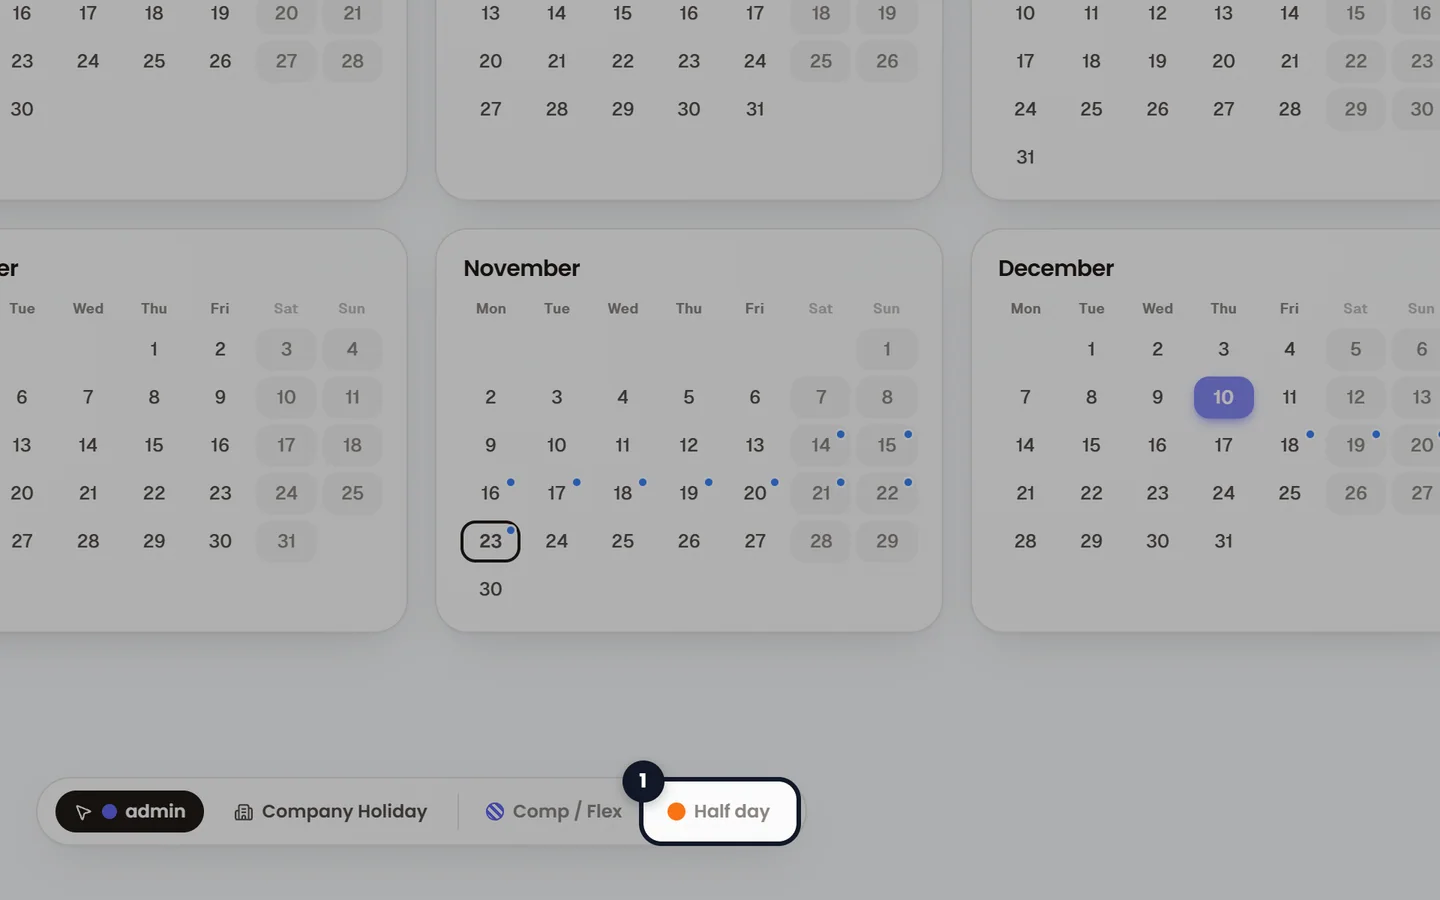 16 17 18 19 20 21
23 24 25 26 27 28
30
13 14 15 16 17 18 19
20 21 22 23 24 25 26
27 28 29 30 31
10 11 12 13 14 15 16
17 18 19 20 21 22 23
24 25 26 27 28 29 30
31
er
Tue Wed Thu Fri Sat Sun
1 2 3 4
6 7 8 9 10 11
13 14 15 16 17 18
20 21 22 23 24 25
27 28 29 30 31
November
Mon Tue Wed Thu Fri Sat Sun
1
2 3 4 5 6 7 8
9 10 11 12 13 14 15
16 17 18 19 20 21 22
23 24 25 26 27 28 29
30
December
Mon Tue Wed Thu Fri Sat Sun
1 2 3 4 5 6
7 8 9 10 11 12 13
14 15 16 17 18 19 20
21 22 23 24 25 26 27
28 29 30 31
1
admin Company Holiday Comp / Flex Half day